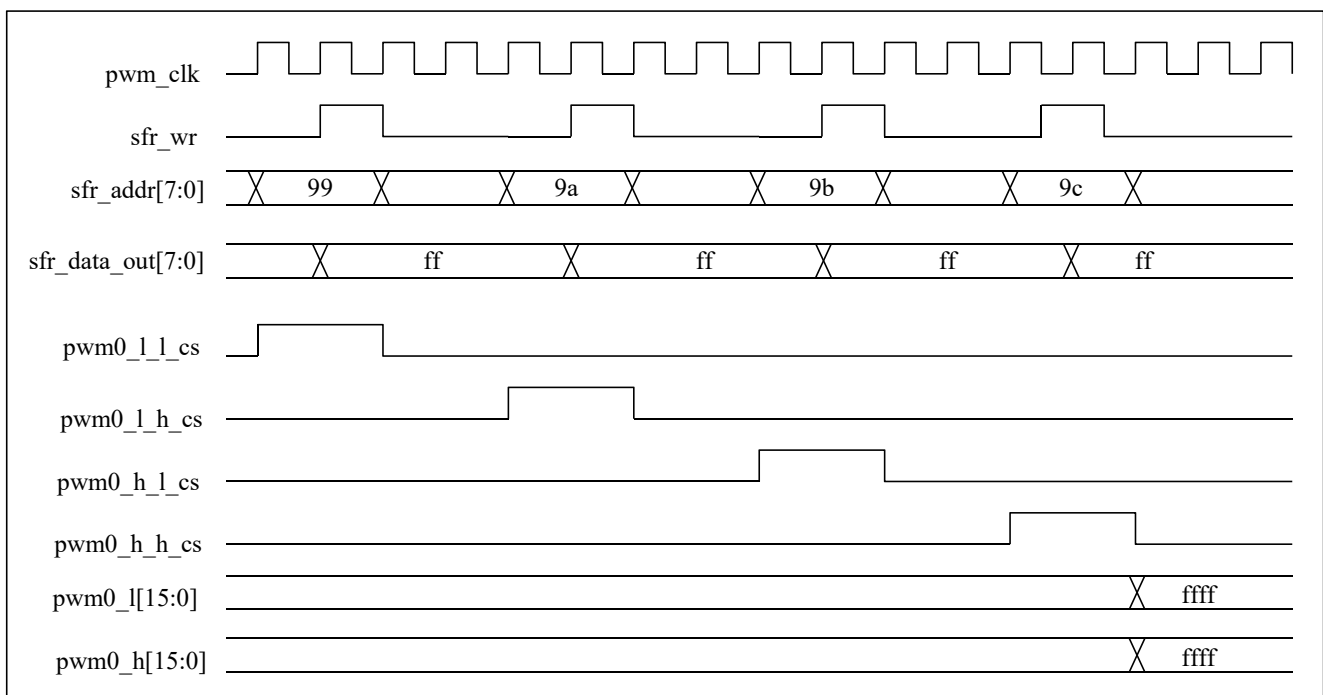 pwm_clk
sfr_wr
sfr_addr[7:0] 99 9a 9b 9c
sfr_data_out[7:0] ff ff ff ff
pwm0_l_l_cs
pwm0_l_h_cs
pwm0_h_l_cs
pwm0_h_h_cs
pwm0_l[15:0] ffff
pwm0_h[15:0] ffff